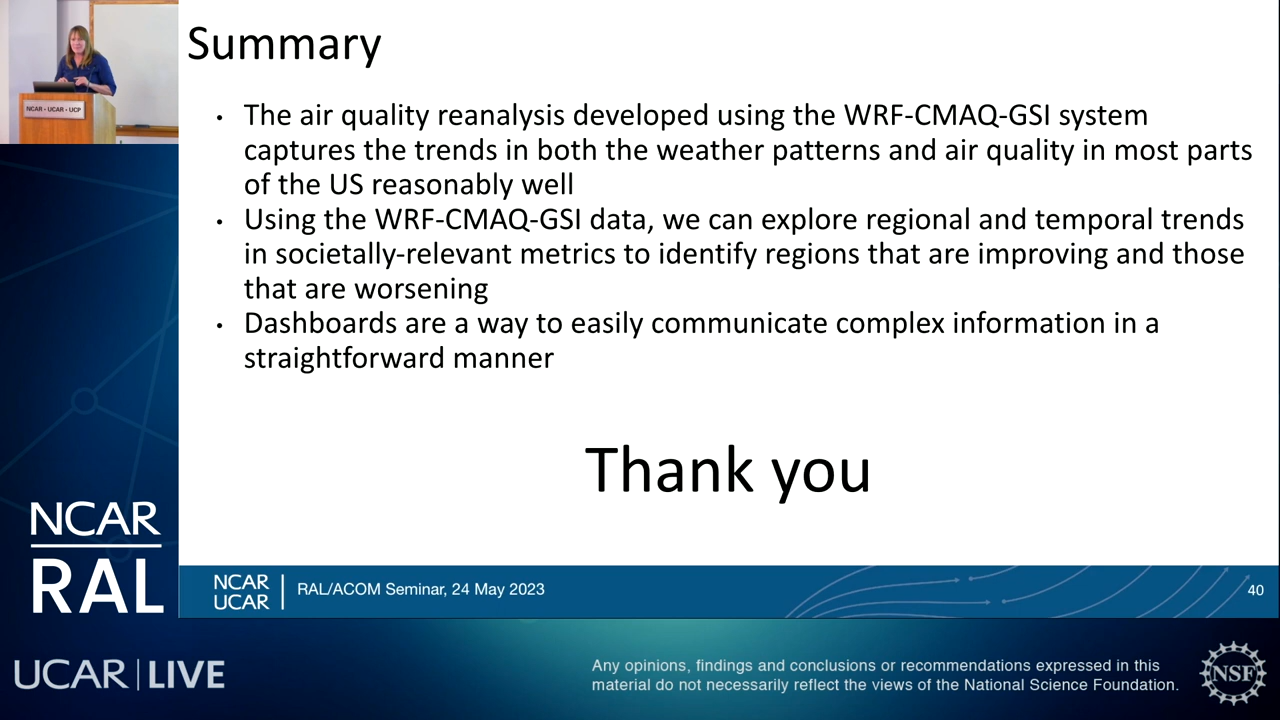 Summary
NCAR • UCAR • UCP
• The air quality reanalysis developed using the WRF-CMAQ-GSI system
captures the trends in both the weather patterns and air quality in most parts
of the US reasonably well
• Using the WRF-CMAQ-GSI data, we can explore regional and temporal trends
in societally-relevant metrics to identify regions that are improving and those
that are worsening
• Dashboards are a way to easily communicate complex information in a
straightforward manner
Thank you
NCAR
RAL
NCAR
UCAR
RAL/ACOM Seminar, 24 May 2023
40
UCAR | LIVE
Any opinions, findings and conclusions or recommendations expressed in this
material do not necessarily reflect the views of the National Science Foundation.
NSF